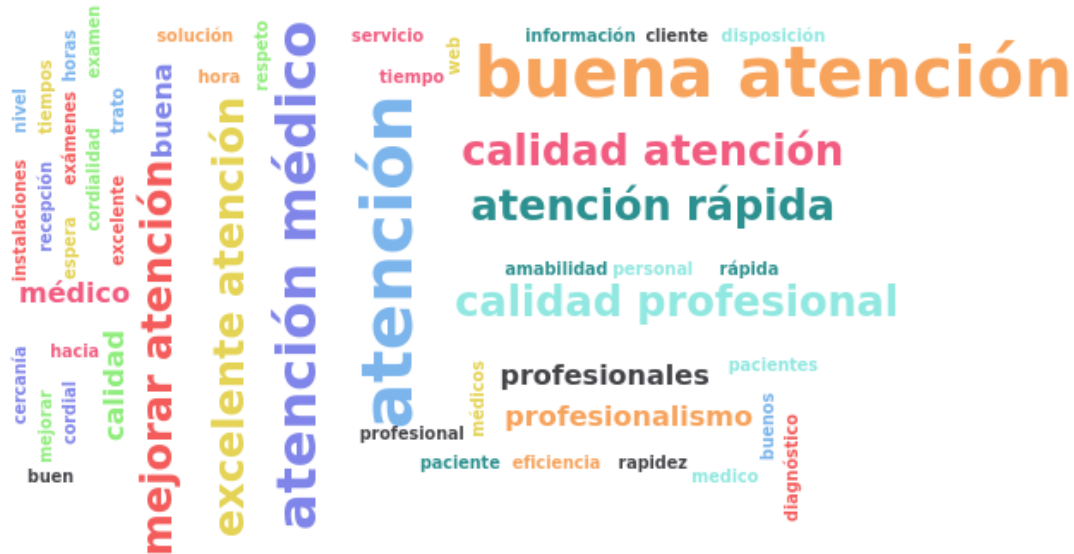 nivel
tiempos
horas
examen
instalaciones
recepción
exámenes
cordialidad
trato
espera
excelente
médico
hacia
cercanía
mejorar
cordial
calidad
buen
solución
hora
respeto
buena
mejorar atención
excelente atención
atención médico
servicio
tiempo
web
atención
profesional
información cliente disposición
buena atención
calidad atención
atención rápida
amabilidad personal rápida
calidad profesional
médicos
profesionales
pacientes
profesionalismo
buenos
diagnóstico
paciente eficiencia rapidez
medico